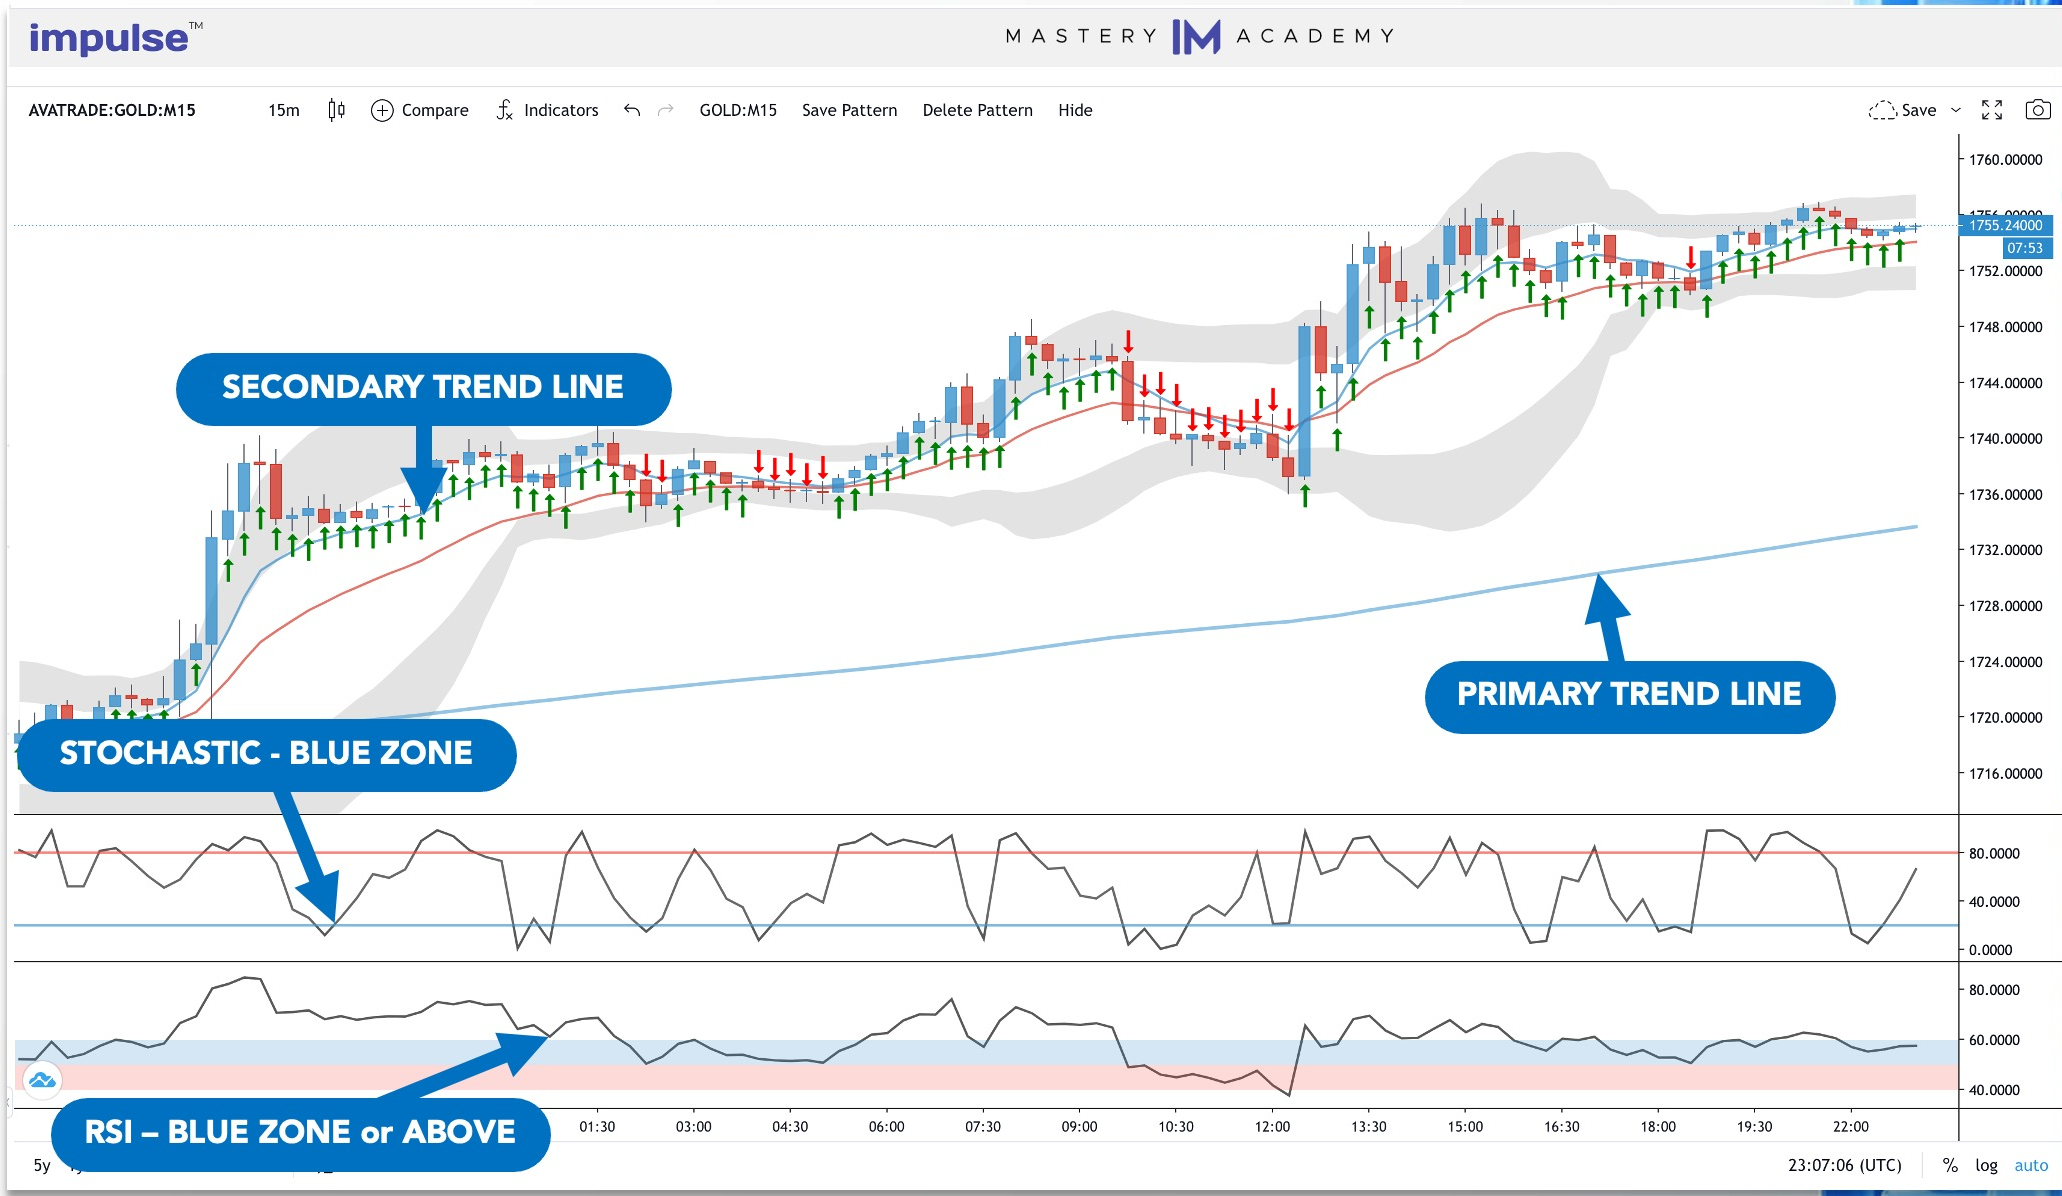 impulse™
MASTERY IM ACADEMY
AVATRADE:GOLD:M15 15m Compare Indicators GOLD:M15 Save Pattern Delete Pattern Hide Save
1760.00000
1756.00000
1755.24000
07:53
1752.00000
1748.00000
1744.00000
1740.00000
1736.00000
1732.00000
1728.00000
1724.00000
1720.00000
1716.00000
SECONDARY TREND LINE
PRIMARY TREND LINE
STOCHASTIC - BLUE ZONE
80.0000
40.0000
0.0000
80.0000
60.0000
40.0000
RSI – BLUE ZONE or ABOVE
01:30 03:00 04:30 06:00 07:30 09:00 10:30 12:00 13:30 15:00 16:30 18:00 19:30 22:00
5y 23:07:06 (UTC) % log auto